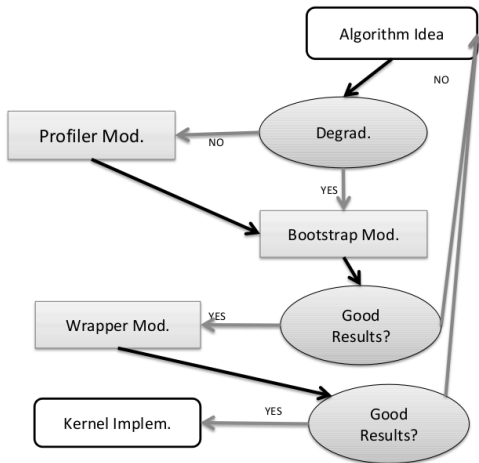 Algorithm Idea
NO
Degrad.
Profiler Mod.
NO
YES
Bootstrap Mod.
Good
Results?
YES
Wrapper Mod.
Good
Results?
YES
Kernel Implem.